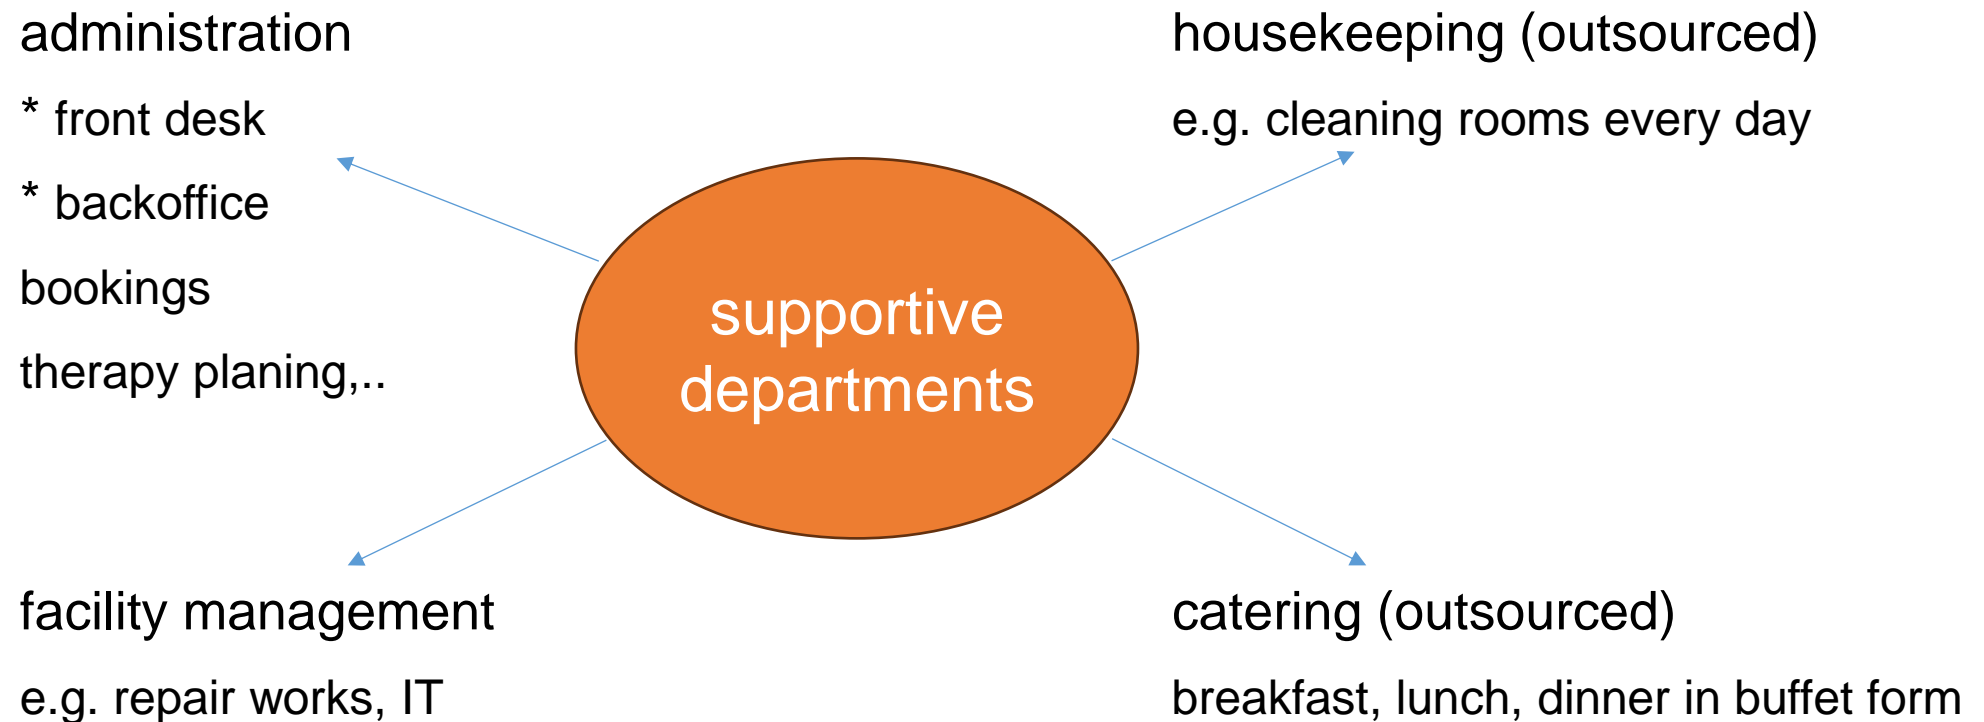 administration
* front desk
* backoffice
bookings
therapy planing,..
housekeeping (outsourced)
e.g. cleaning rooms every day
supportive
departments
facility management
e.g. repair works, IT
catering (outsourced)
breakfast, lunch, dinner in buffet form